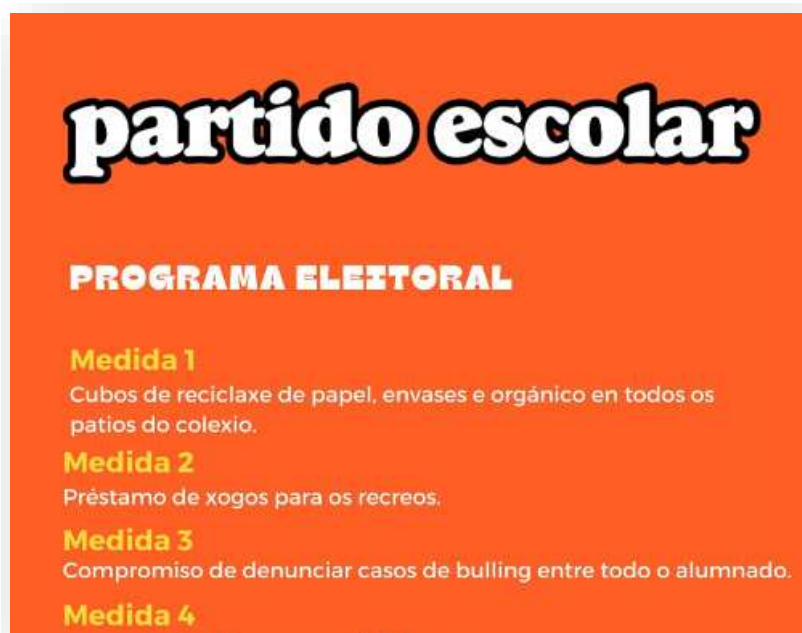 partido escolar
PROGRAMA ELEITORAL
Medida 1
Cubos de reciclaxe de papel, envases e orgánico en todos os
patios do colexio.
Medida 2
Préstamo de xogos para os recreos.
Medida 3
Compromiso de denunciar casos de bulling entre todo o alumnado.
Medida 4